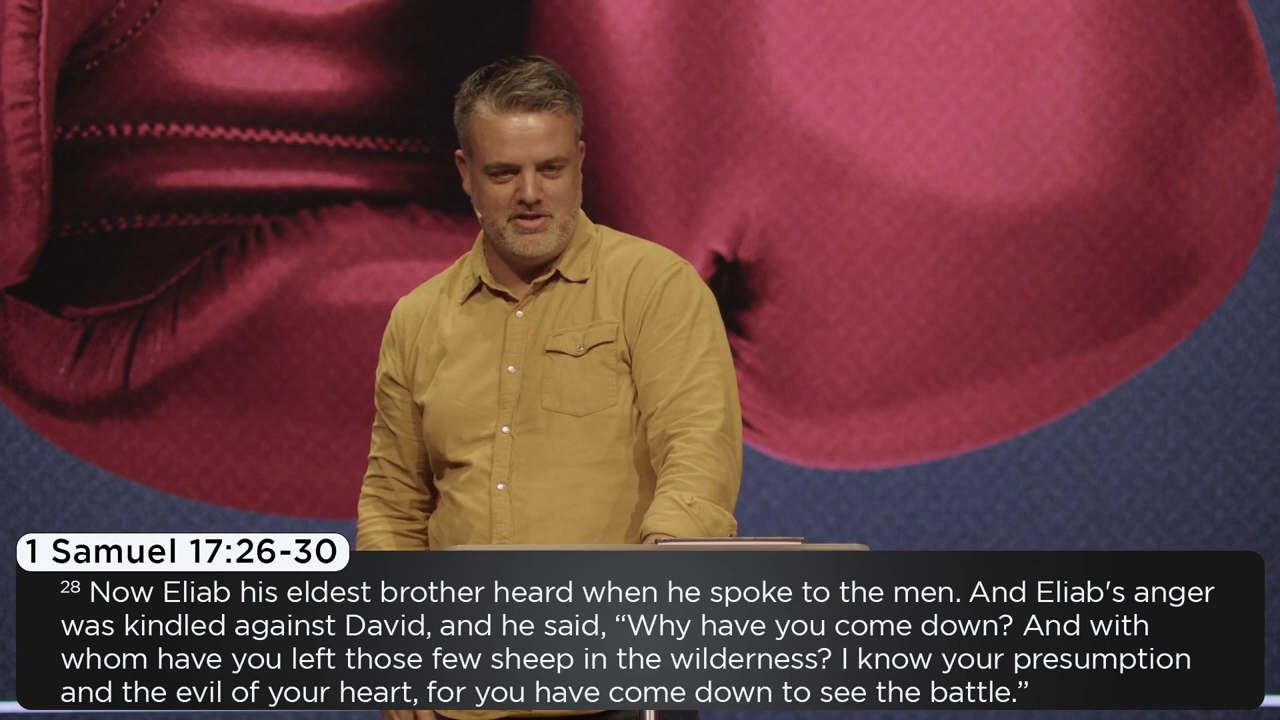 1 Samuel 17:26-30
28 Now Eliab his eldest brother heard when he spoke to the men. And Eliab's anger
was kindled against David, and he said, “Why have you come down? And with
whom have you left those few sheep in the wilderness? I know your presumption
and the evil of your heart, for you have come down to see the battle.”